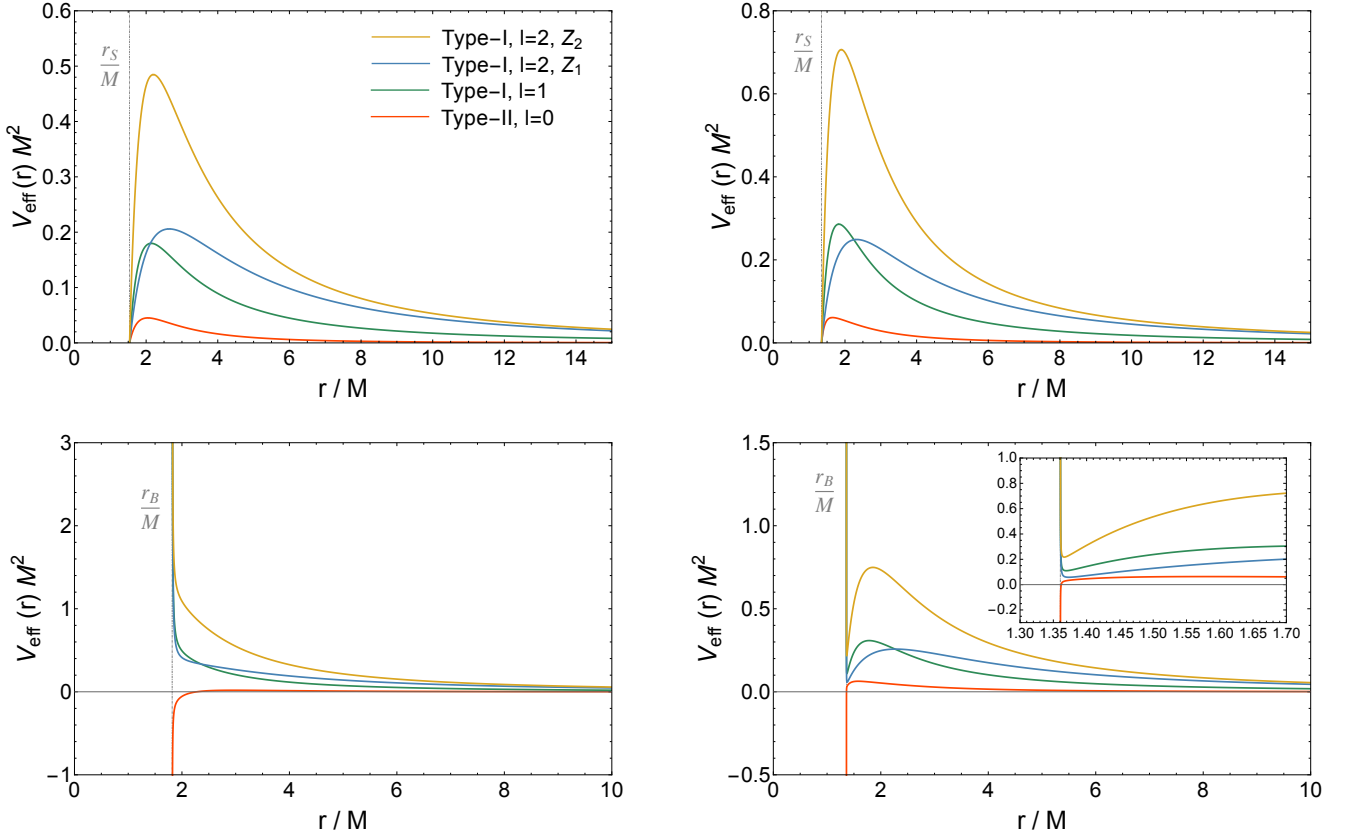 0.6
0.5
0.4
0.3
0.2
0.1
0.0
V_eff (r) M^2
r_S/M
Type-I, l=2, Z_2
Type-I, l=2, Z_1
Type-I, l=1
Type-II, l=0
0 2 4 6 8 10 12 14
r / M
0.8
0.6
0.4
0.2
0.0
V_eff (r) M^2
r_S/M
0 2 4 6 8 10 12 14
r / M
3
2
1
0
-1
V_eff (r) M^2
r_B/M
0 2 4 6 8 10
r / M
1.5
1.0
0.5
0.0
-0.5
V_eff (r) M^2
r_B/M
1.0
0.8
0.6
0.4
0.2
0.0
-0.2
1.30 1.35 1.40 1.45 1.50 1.55 1.60 1.65 1.70
0 2 4 6 8 10
r / M